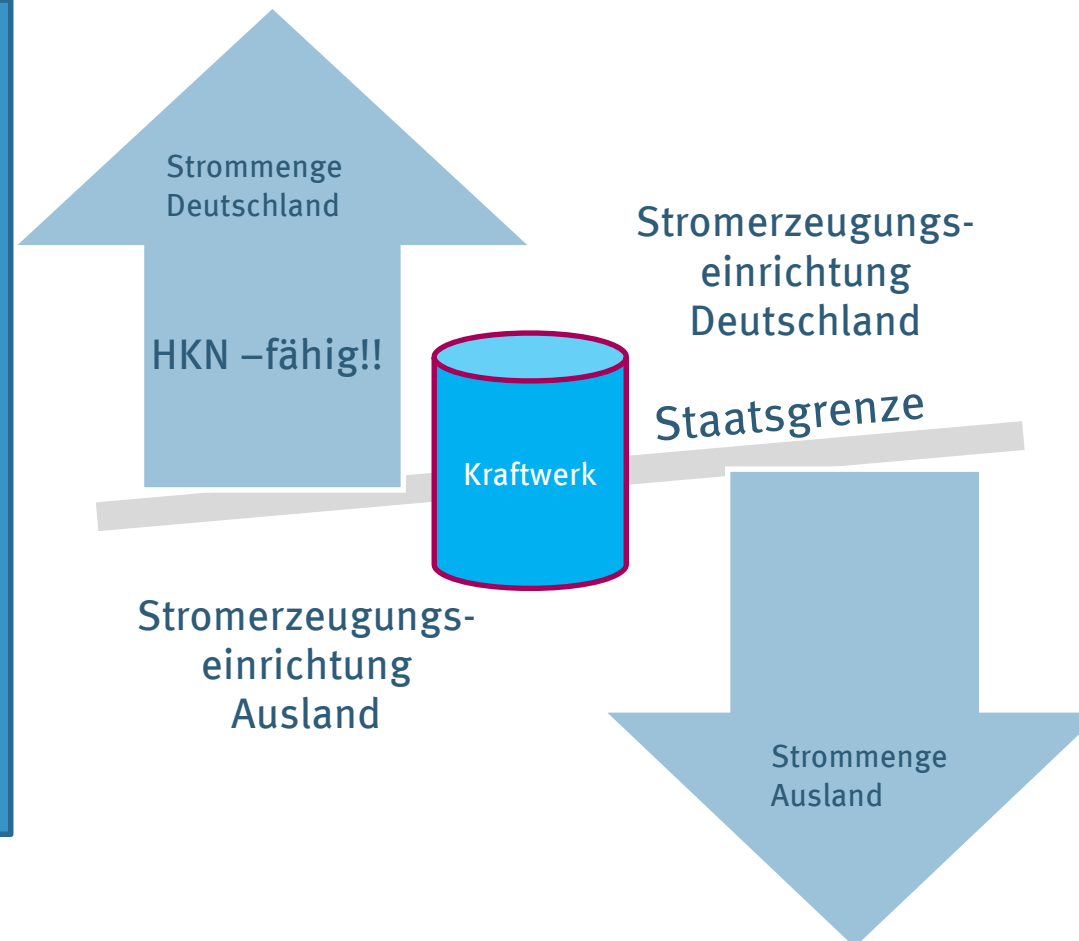 Strommenge
Deutschland
HKN –fähig!!
Stromerzeugungs-
einrichtung
Deutschland
Staatsgrenze
Kraftwerk
Stromerzeugungs-
einrichtung
Ausland
Strommenge
Ausland